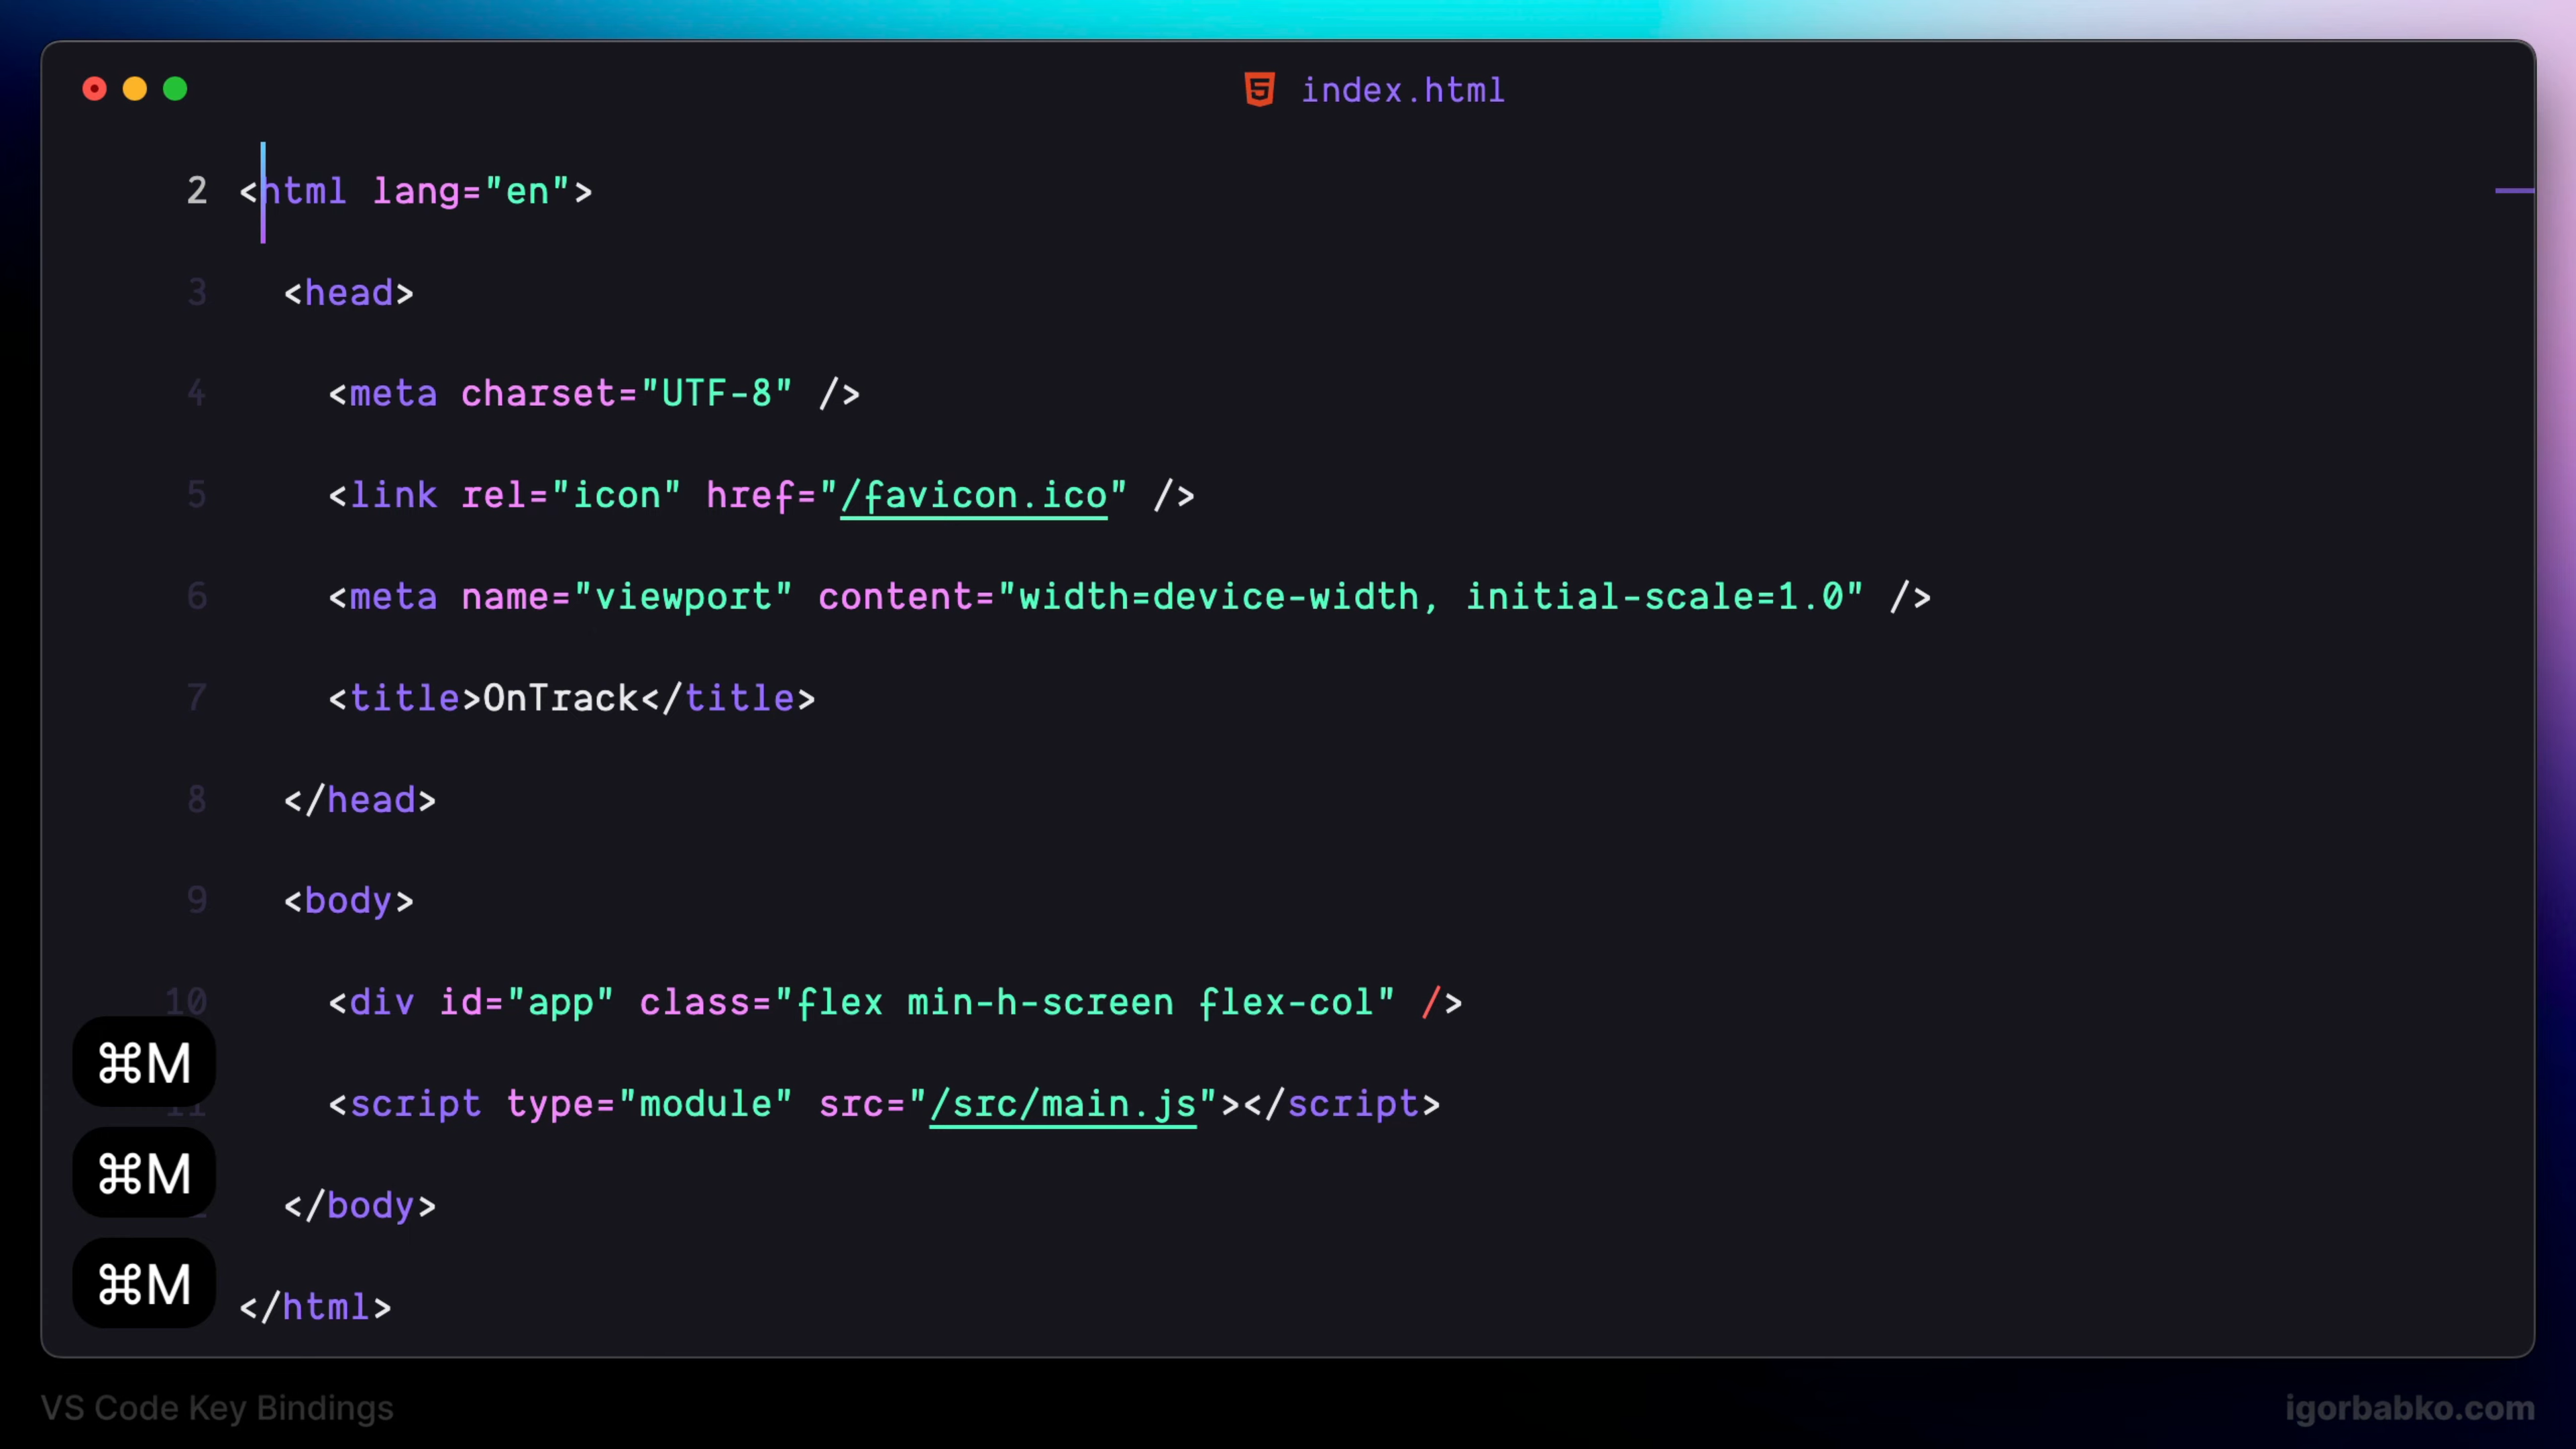 index.html
2 <html lang="en">
3 <head>
4 <meta charset="UTF-8" />
5 <link rel="icon" href="/favicon.ico" />
6 <meta name="viewport" content="width=device-width, initial-scale=1.0" />
7 <title>OnTrack</title>
8 </head>
9 <body>
10 <div id="app" class="flex min-h-screen flex-col" />
⌘M
11 <script type="module" src="/src/main.js"></script>
⌘M
</body>
⌘M
</html>
VS Code Key Bindings
igorbabko.com